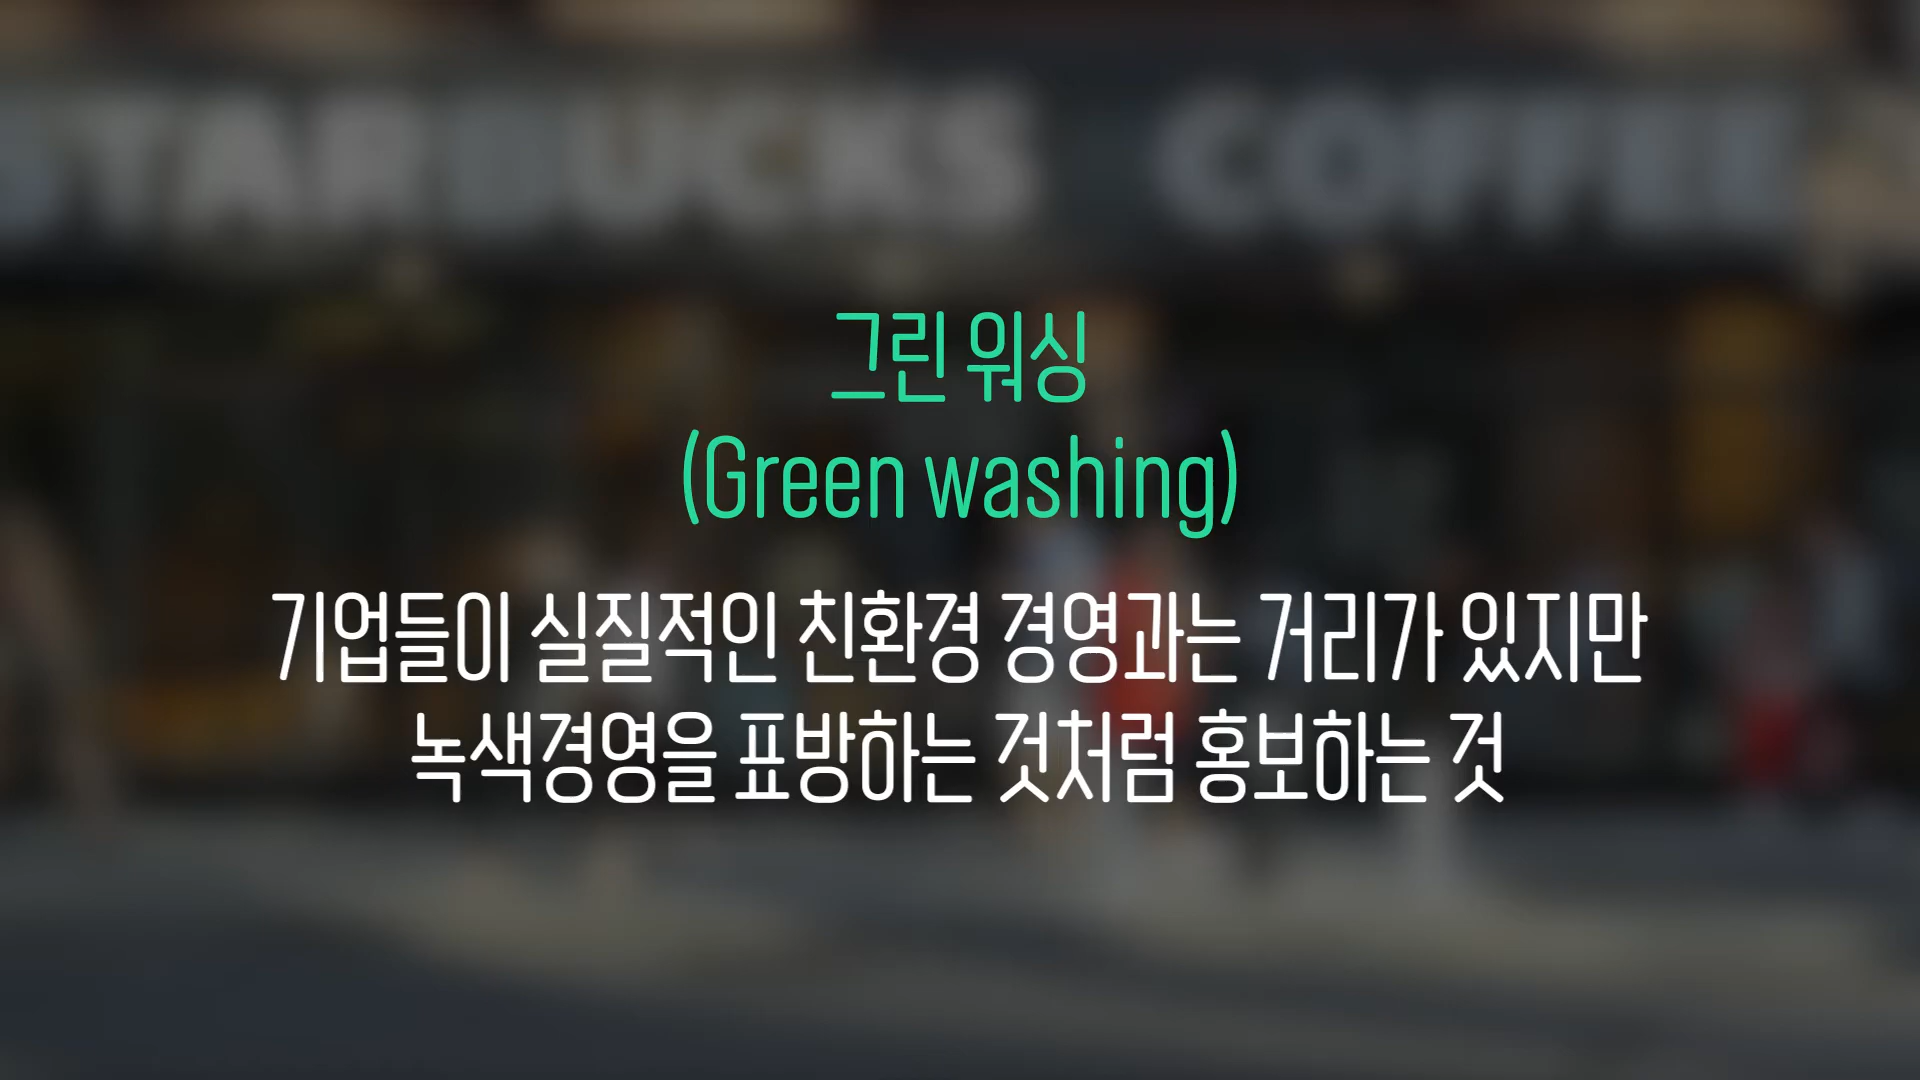 STARBUCKS COFFEE
그린 워싱
(Green washing)
기업들이 실질적인 친환경 경영과는 거리가 있지만
녹색경영을 표방하는 것처럼 홍보하는 것